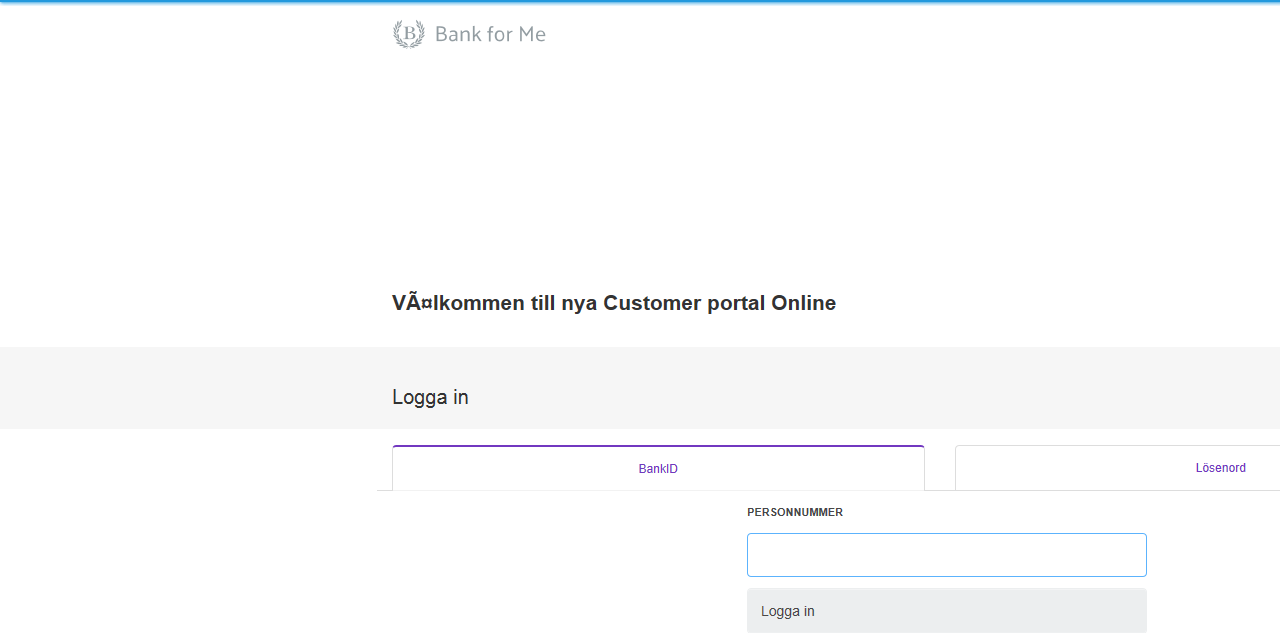 B Bank for Me
VÃ¤lkommen till nya Customer portal Online
Logga in
BankID Lösenord
PERSONNUMMER
Logga in